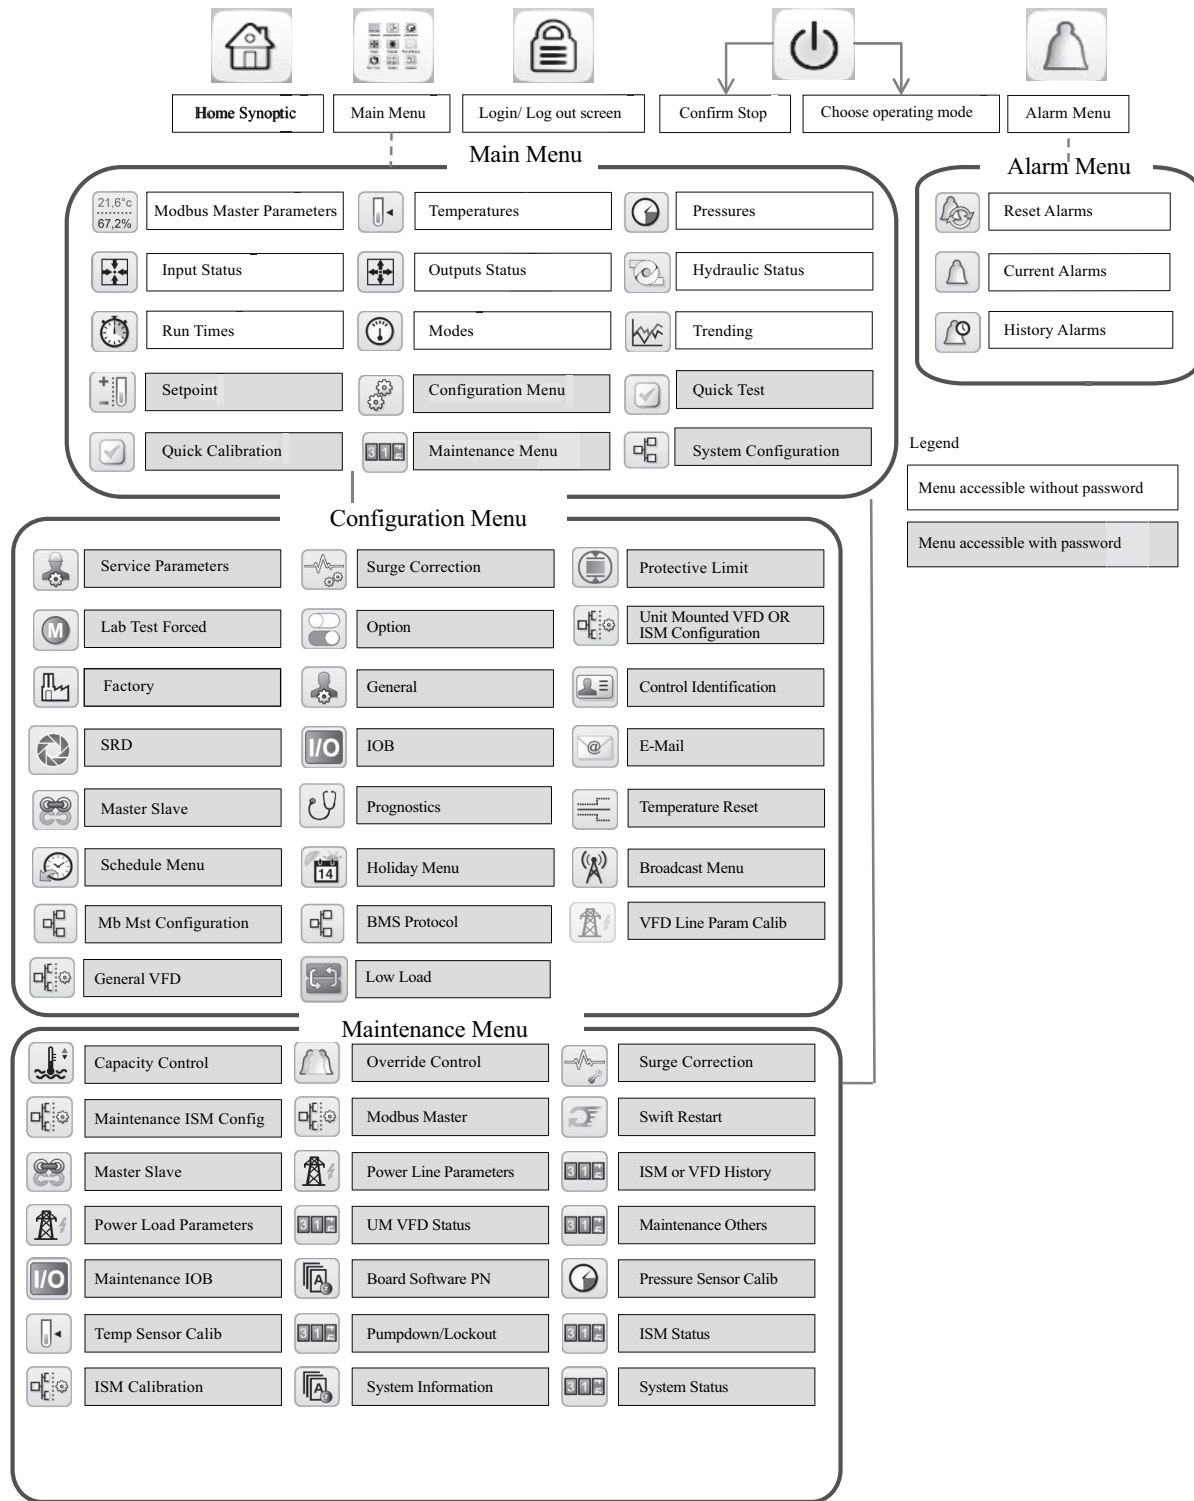 Home Synoptic
Main Menu
Login/ Log out screen
Confirm Stop
Choose operating mode
Alarm Menu
Main Menu
21,6°c
67,2%
Modbus Master Parameters
Temperatures
Pressures
Input Status
Outputs Status
Hydraulic Status
Run Times
Modes
Trending
Setpoint
Configuration Menu
Quick Test
Quick Calibration
Maintenance Menu
System Configuration
Alarm Menu
Reset Alarms
Current Alarms
History Alarms
Legend
Menu accessible without password
Menu accessible with password
Configuration Menu
Service Parameters
Surge Correction
Protective Limit
M
Lab Test Forced
Option
Unit Mounted VFD OR
ISM Configuration
Factory
General
Control Identification
SRD
I/O
IOB
@
E-Mail
Master Slave
Prognostics
Temperature Reset
Schedule Menu
14
Holiday Menu
Broadcast Menu
Mb Mst Configuration
BMS Protocol
VFD Line Param Calib
General VFD
Low Load
Maintenance Menu
Capacity Control
Override Control
Surge Correction
Maintenance ISM Config
Modbus Master
Swift Restart
Master Slave
Power Line Parameters
ISM or VFD History
Power Load Parameters
UM VFD Status
Maintenance Others
I/O
Maintenance IOB
A
Board Software PN
Pressure Sensor Calib
Temp Sensor Calib
Pumpdown/Lockout
ISM Status
ISM Calibration
A
System Information
System Status